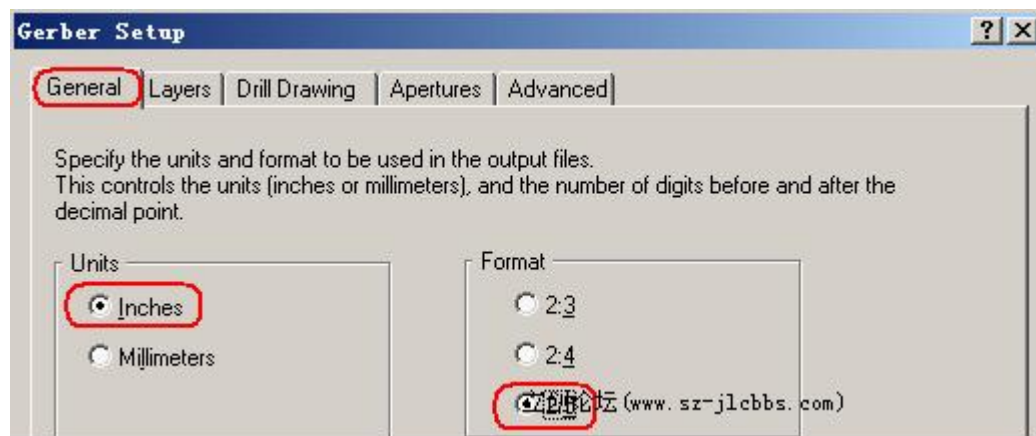 Gerber Setup
General Layers Drill Drawing Apertures Advanced
Specify the units and format to be used in the output files.
This controls the units (inches or millimeters), and the number of digits before and after the
decimal point.
Units
Inches
Millimeters
Format
2:3
2:4
论坛(www.sz-jlcbbs.com)